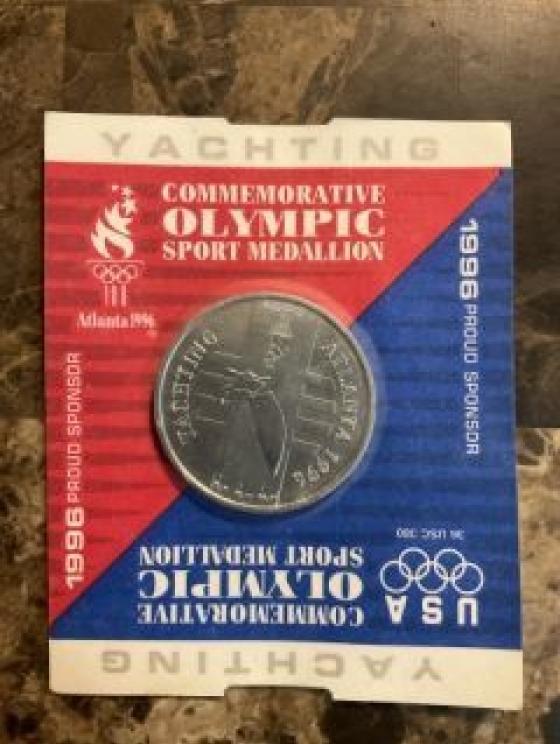 YACHTING
COMMEMORATIVE
OLYMPIC
SPORT MEDALLION
Atlanta 1996
1996 PROUD SPONSOR
YACHTING
ATLANTA 1996
1996 PROUD SPONSOR
USA
36 USC 380
COMMEMORATIVE
OLYMPIC
SPORT MEDALLION
YACHTING